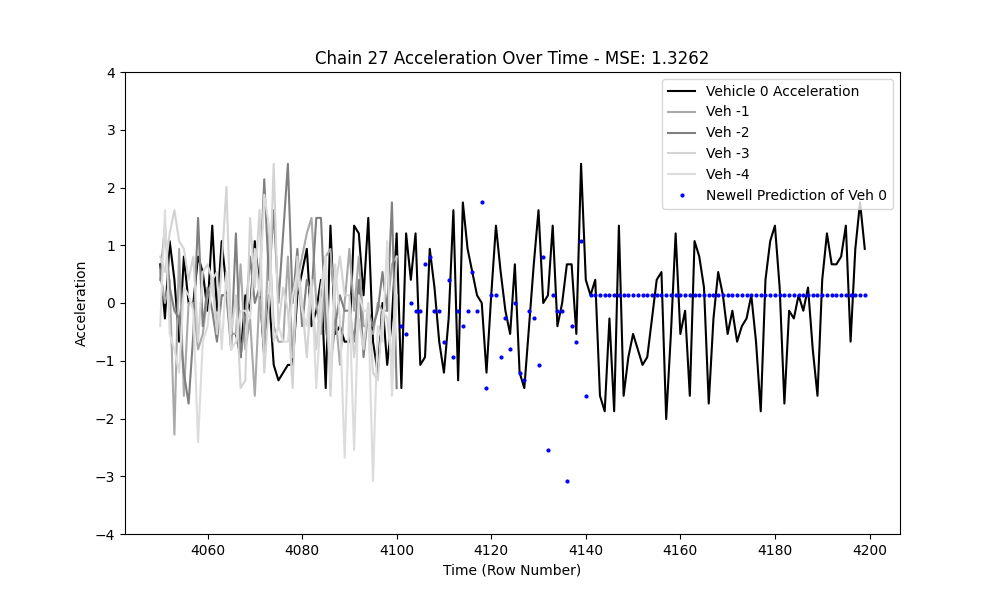 Chain 27 Acceleration Over Time - MSE: 1.3262
4
3
2
1
0
−1
−2
−3
−4
Acceleration
Vehicle 0 Acceleration
Veh -1
Veh -2
Veh -3
Veh -4
Newell Prediction of Veh 0
4060 4080 4100 4120 4140 4160 4180 4200
Time (Row Number)